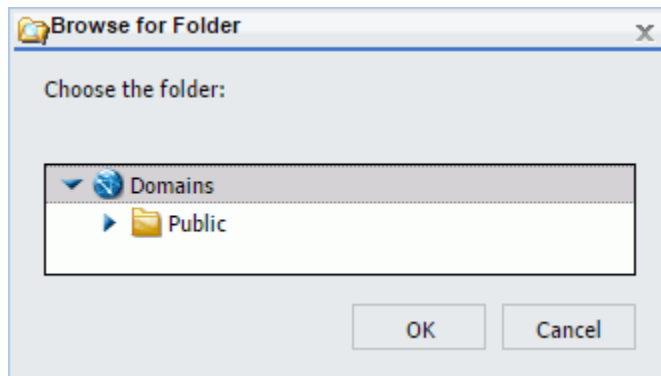 Browse for Folder
Choose the folder:
Domains
Public
OK Cancel